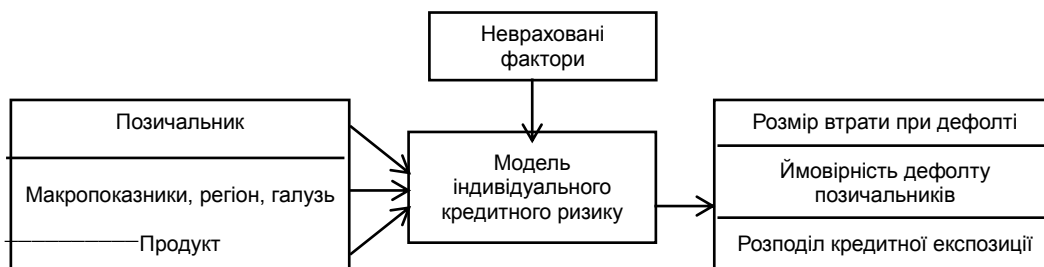 Невраховані
фактори
Позичальник
Макропоказники, регіон, галузь
Продукт
Модель
індивідуального
кредитного ризику
Розмір втрати при дефолті
Ймовірність дефолту
позичальників
Розподіл кредитної експозиції